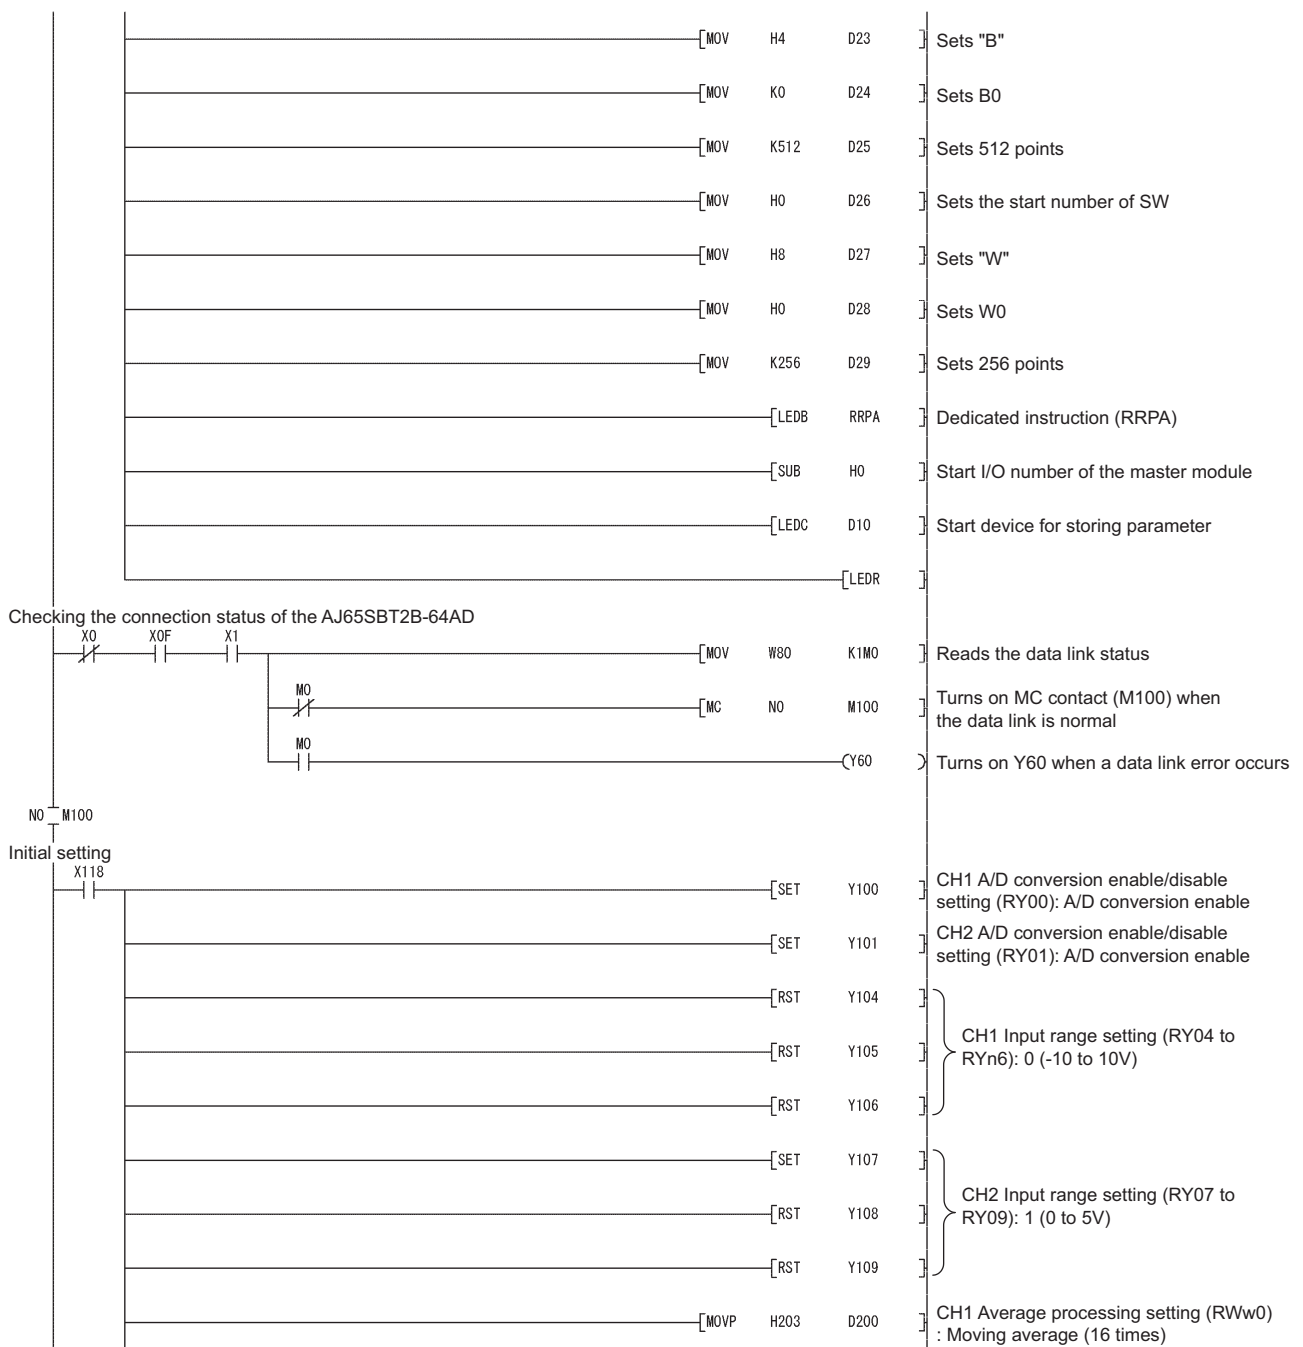 MOV H4 D23 Sets "B"
MOV K0 D24 Sets B0
MOV K512 D25 Sets 512 points
MOV H0 D26 Sets the start number of SW
MOV H8 D27 Sets "W"
MOV H0 D28 Sets W0
MOV K256 D29 Sets 256 points
LEDB RRPA Dedicated instruction (RRPA)
SUB H0 Start I/O number of the master module
LEDC D10 Start device for storing parameter
LEDR
Checking the connection status of the AJ65SBT2B-64AD
X0 X0F X1
MOV W80 K1M0 Reads the data link status
M0
MC N0 M100 Turns on MC contact (M100) when
the data link is normal
M0
Y60 Turns on Y60 when a data link error occurs
N0 M100
Initial setting
X118
SET Y100 CH1 A/D conversion enable/disable
setting (RY00): A/D conversion enable
SET Y101 CH2 A/D conversion enable/disable
setting (RY01): A/D conversion enable
RST Y104
RST Y105
RST Y106
CH1 Input range setting (RY04 to
RYn6): 0 (-10 to 10V)
SET Y107
RST Y108
RST Y109
CH2 Input range setting (RY07 to
RY09): 1 (0 to 5V)
MOVP H203 D200 CH1 Average processing setting (RWw0)
: Moving average (16 times)